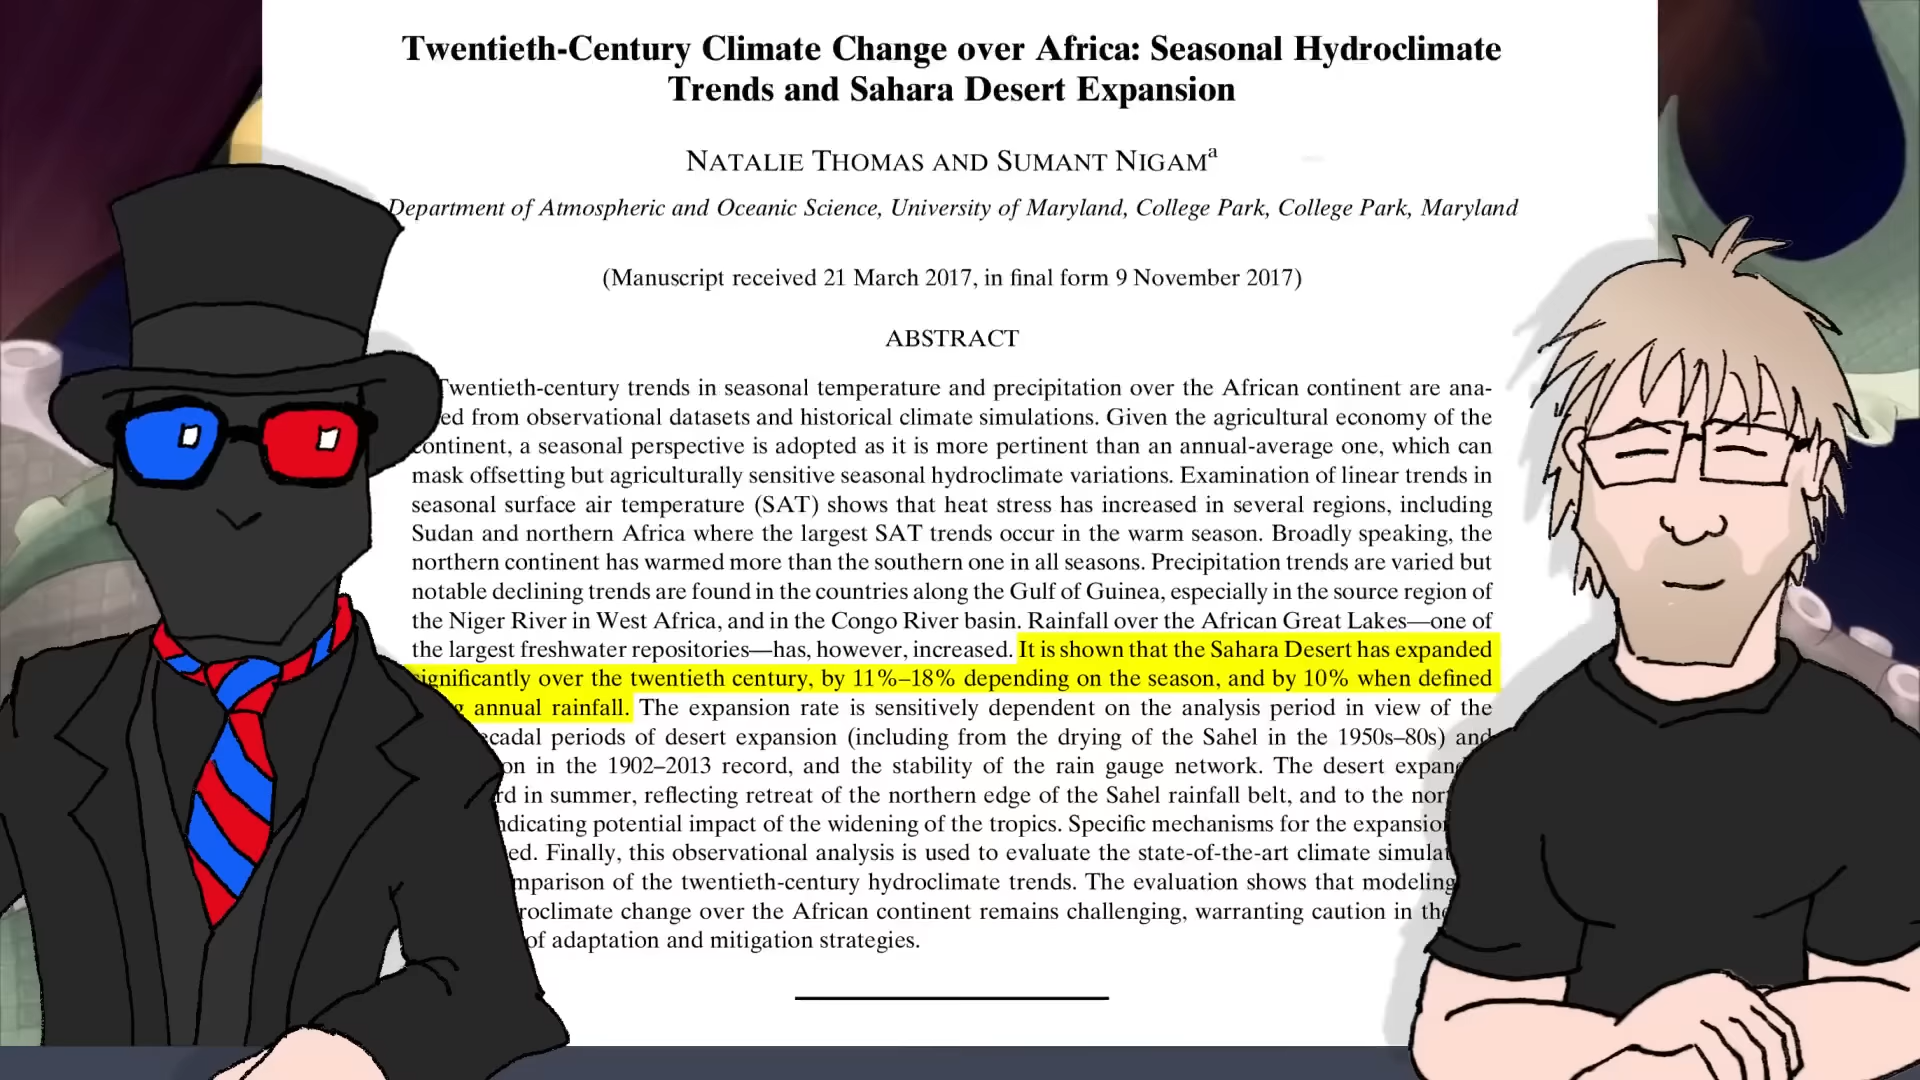 Twentieth-Century Climate Change over Africa: Seasonal Hydroclimate
Trends and Sahara Desert Expansion
NATALIE THOMAS AND SUMANT NIGAMa
Department of Atmospheric and Oceanic Science, University of Maryland, College Park, College Park, Maryland
(Manuscript received 21 March 2017, in final form 9 November 2017)
ABSTRACT
Twentieth-century trends in seasonal temperature and precipitation over the African continent are ana-
ed from observational datasets and historical climate simulations. Given the agricultural economy of the
continent, a seasonal perspective is adopted as it is more pertinent than an annual-average one, which can
mask offsetting but agriculturally sensitive seasonal hydroclimate variations. Examination of linear trends in
seasonal surface air temperature (SAT) shows that heat stress has increased in several regions, including
Sudan and northern Africa where the largest SAT trends occur in the warm season. Broadly speaking, the
northern continent has warmed more than the southern one in all seasons. Precipitation trends are varied but
notable declining trends are found in the countries along the Gulf of Guinea, especially in the source region of
the Niger River in West Africa, and in the Congo River basin. Rainfall over the African Great Lakes—one of
the largest freshwater repositories—has, however, increased. It is shown that the Sahara Desert has expanded
significantly over the twentieth century, by 11%–18% depending on the season, and by 10% when defined
annual rainfall. The expansion rate is sensitively dependent on the analysis period in view of the
ecadal periods of desert expansion (including from the drying of the Sahel in the 1950s–80s) and
on in the 1902–2013 record, and the stability of the rain gauge network. The desert expan
rd in summer, reflecting retreat of the northern edge of the Sahel rainfall belt, and to the nor
ndicating potential impact of the widening of the tropics. Specific mechanisms for the expansio
ed. Finally, this observational analysis is used to evaluate the state-of-the-art climate simulat
mparison of the twentieth-century hydroclimate trends. The evaluation shows that modeling
roclimate change over the African continent remains challenging, warranting caution in the
of adaptation and mitigation strategies.